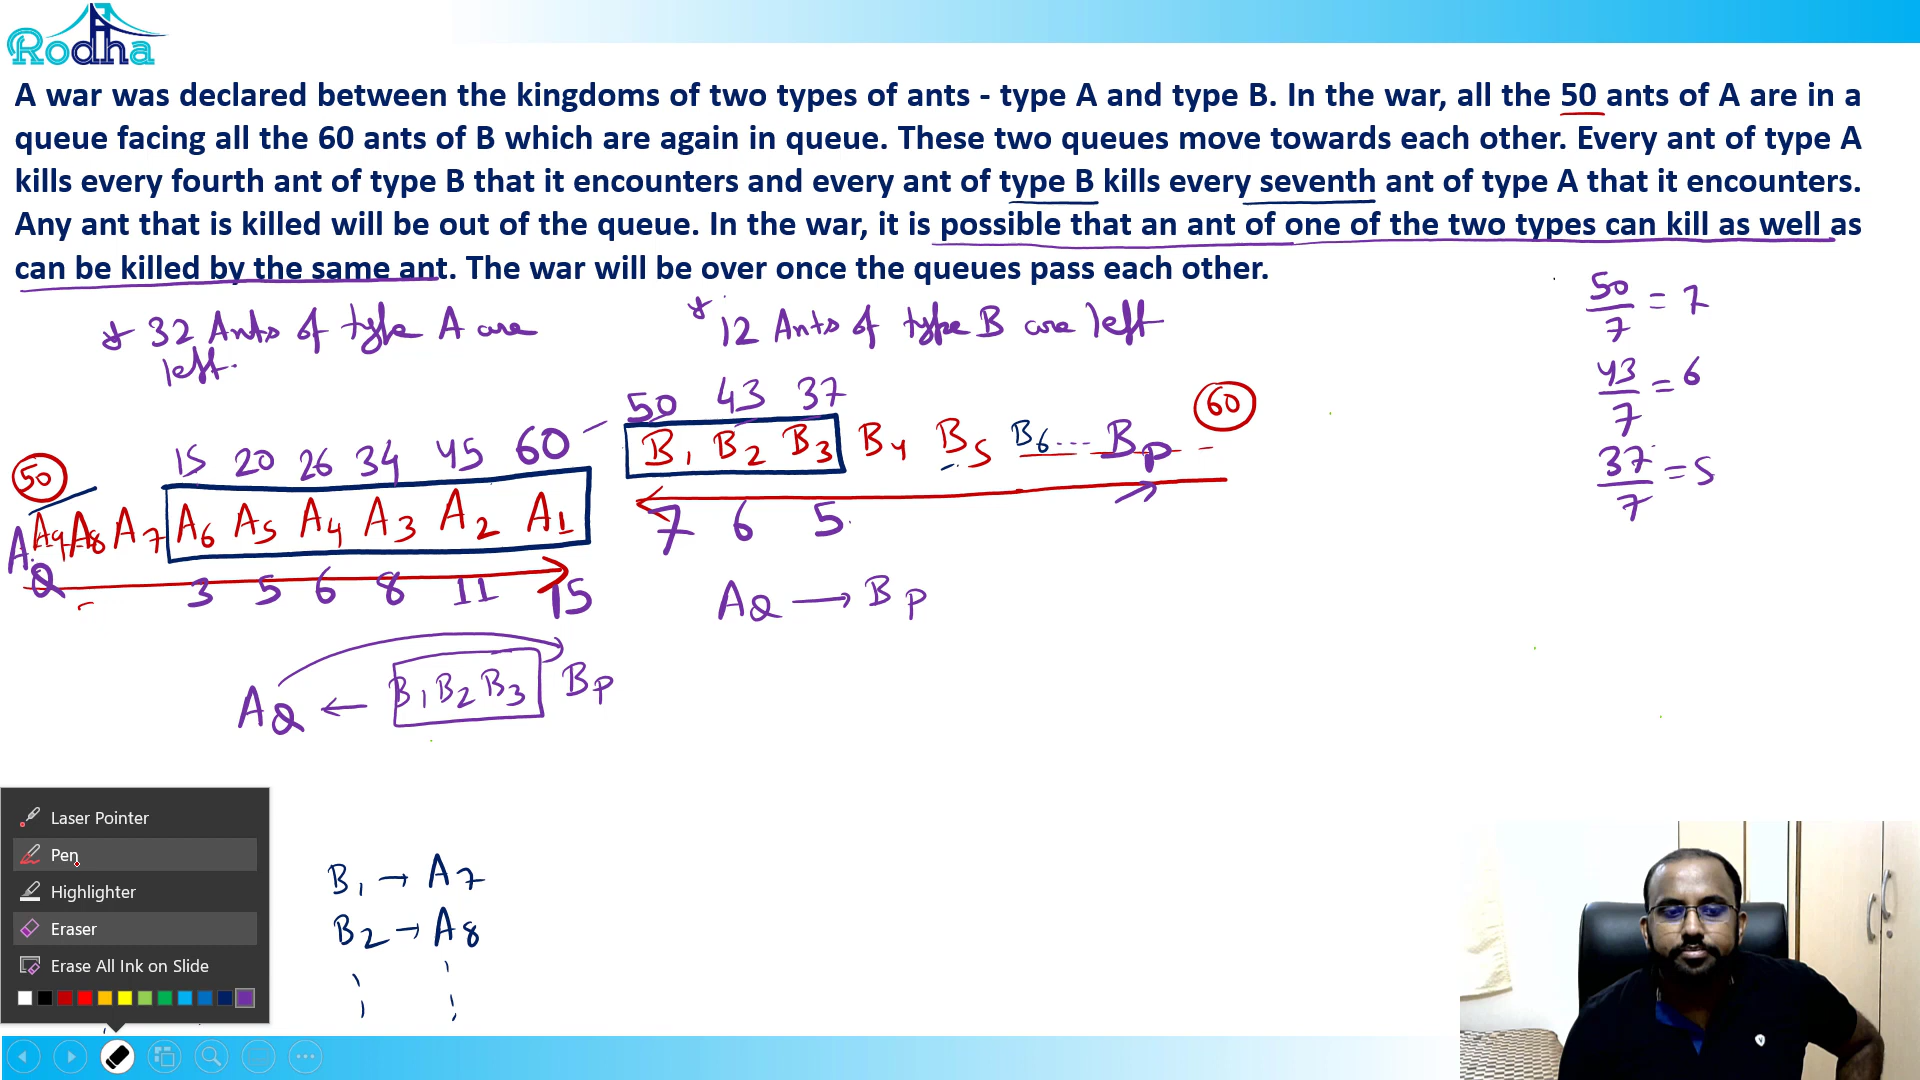 Rodha
A war was declared between the kingdoms of two types of ants - type A and type B. In the war, all the 50 ants of A are in a
queue facing all the 60 ants of B which are again in queue. These two queues move towards each other. Every ant of type A
kills every fourth ant of type B that it encounters and every ant of type B kills every seventh ant of type A that it encounters.
Any ant that is killed will be out of the queue. In the war, it is possible that an ant of one of the two types can kill as well as
can be killed by the same ant. The war will be over once the queues pass each other.
* 32 Ants of type A are
left.
* 12 Ants of type B are left
50/7 = 7
43/7 = 6
37/7 = 5
50 43 37
60
15 20 26 34 45 60
B1 B2 B3 B4 B5 B6 .... BP
50
AQ A9 A8 A7 A6 A5 A4 A3 A2 A1
7 6 5
3 5 6 8 11 15
AQ → BP
AQ ← B1 B2 B3 BP
B1 → A7
B2 → A8
Laser Pointer
Pen
Highlighter
Eraser
Erase All Ink on Slide